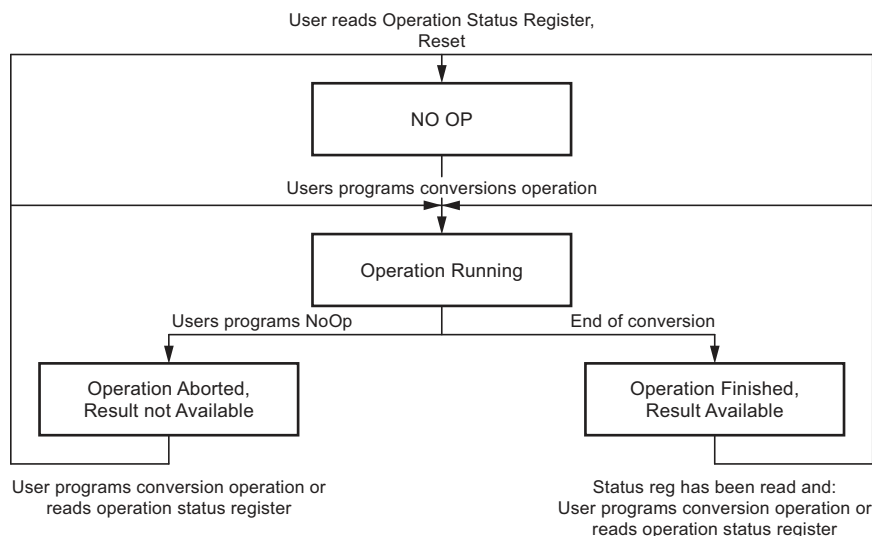 User reads Operation Status Register,
Reset
NO OP
Users programs conversions operation
Operation Running
Users programs NoOp
End of conversion
Operation Aborted,
Result not Available
Operation Finished,
Result Available
User programs conversion operation or
reads operation status register
Status reg has been read and:
User programs conversion operation or
reads operation status register